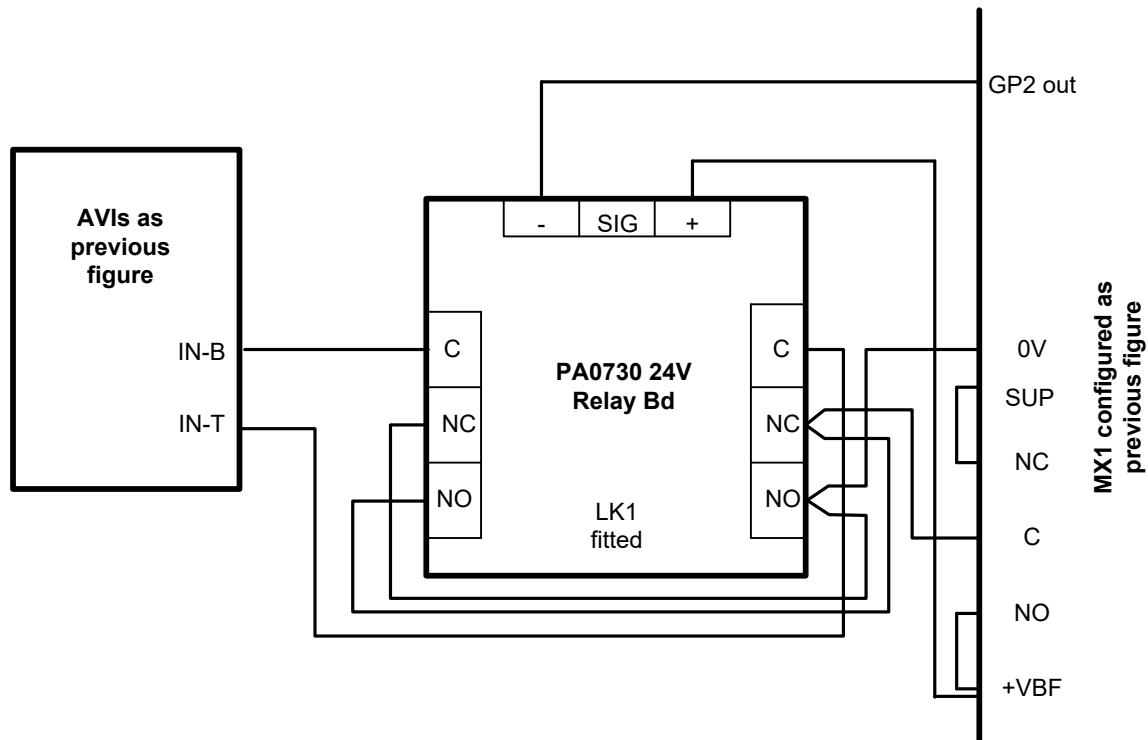 GP2 out
AVIs as
previous
figure
- SIG +
IN-B
IN-T
C
NC
NO
PA0730 24V
Relay Bd
LK1
fitted
C
NC
NO
0V
SUP
NC
C
NO
+VBF
MX1 configured as
previous figure